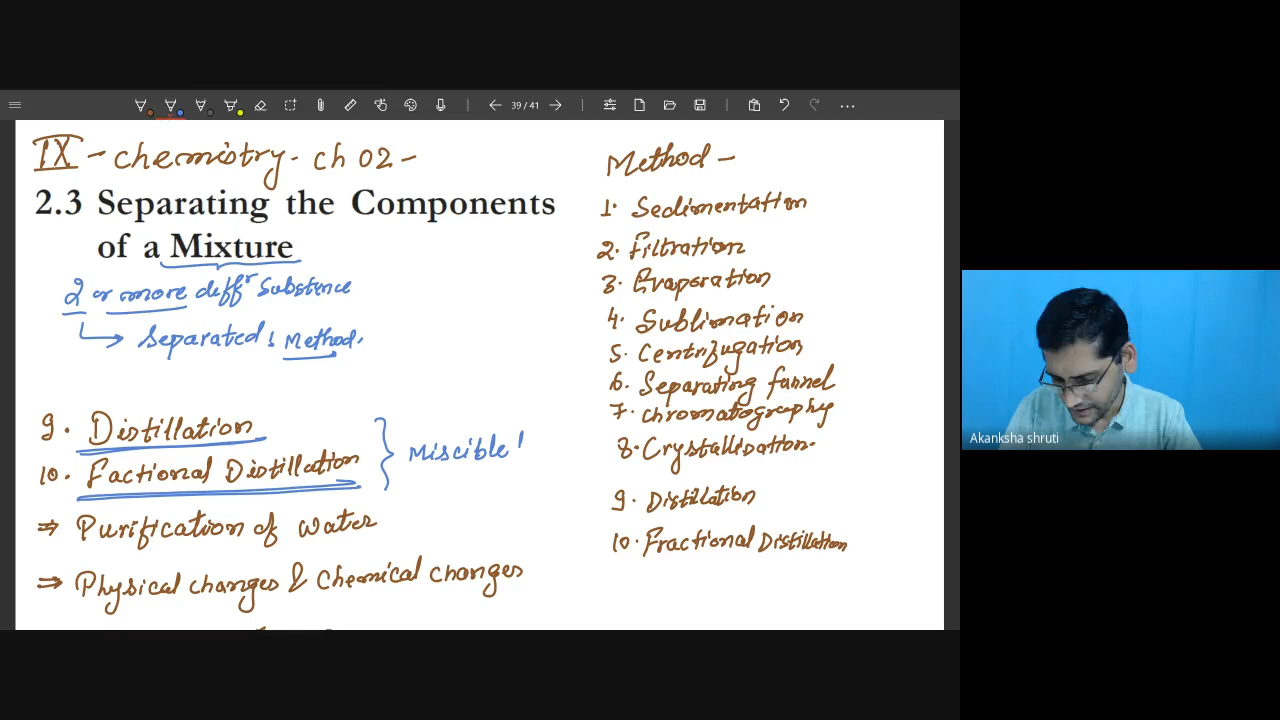 39 / 41
IX - Chemistry. ch 02 -
2.3 Separating the Components
of a Mixture
2 or more diffr Substence
Separated : Method.
9. Distillation
10. Factional Distillation
Miscible!
⇒ Purification of water
⇒ Physical changes & Chemical changes
Method -
1. Sedimentation
2. Filtration
3. Evaporation
4. Sublimation
5. Centrifugation
6. Separating funnel
7. Chromatography
8. Crystallisation.
9. Distillation
10. Fractional Distillation
Akanksha shruti